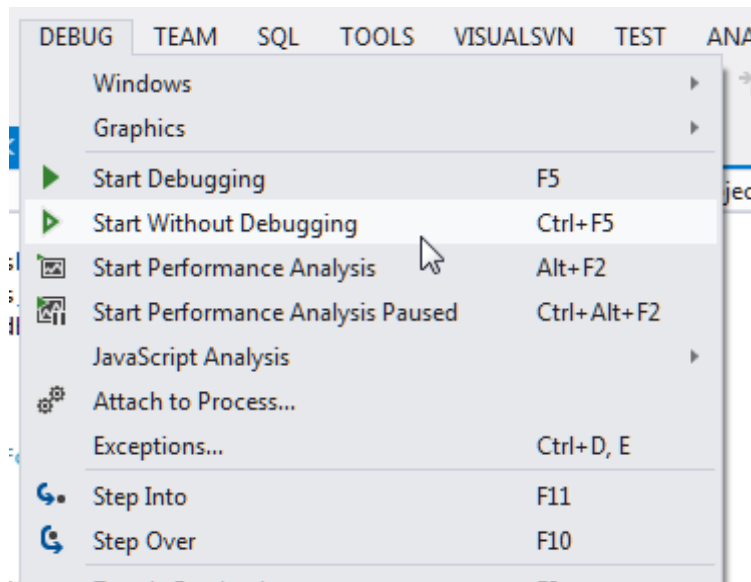 DEBUG TEAM SQL TOOLS VISUALSVN TEST ANA
Windows
Graphics
Start Debugging F5
Start Without Debugging Ctrl+F5
Start Performance Analysis Alt+F2
Start Performance Analysis Paused Ctrl+Alt+F2
JavaScript Analysis
Attach to Process...
Exceptions... Ctrl+D, E
Step Into F11
Step Over F10